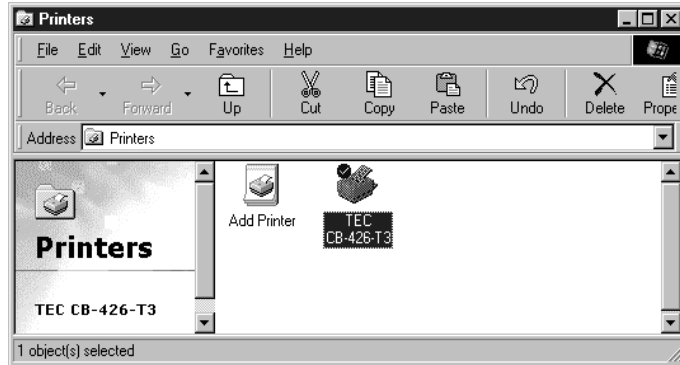 Printers
File Edit View Go Favorites Help
Back Forward Up Cut Copy Paste Undo Delete Prope
Address Printers
Printers
TEC CB-426-T3
Add Printer
TEC
CB-426-T3
1 object(s) selected